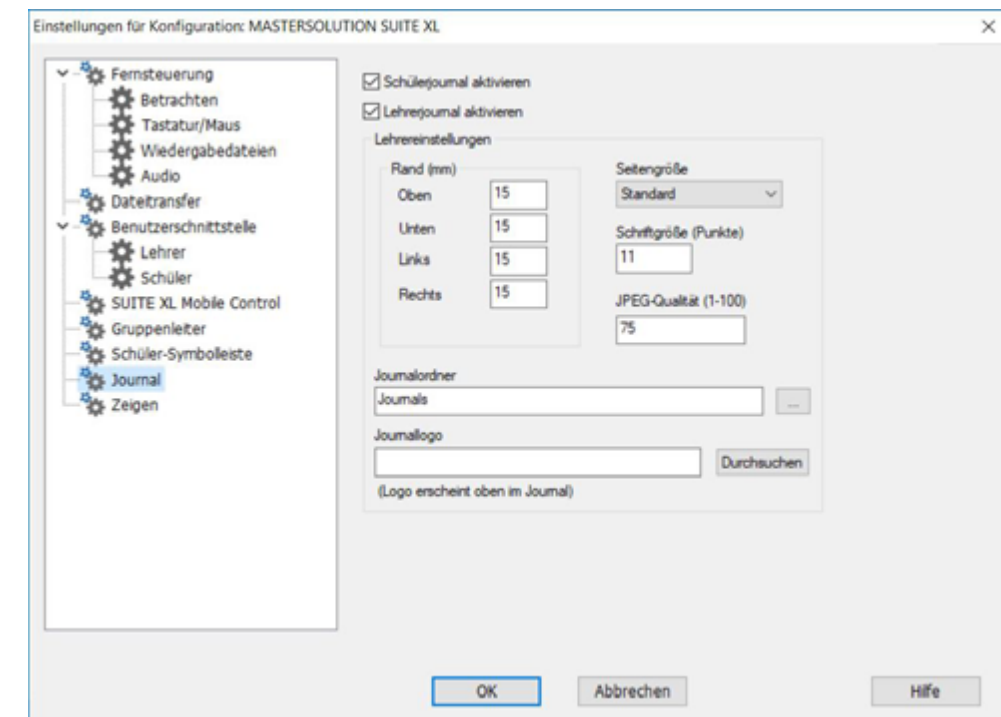 Einstellungen für Konfiguration: MASTERSOLUTION SUITE XL
Fernsteuerung
Betrachten
Tastatur/Maus
Wiedergabedateien
Audio
Dateitransfer
Benutzerschnittstelle
Lehrer
Schüler
SUITE XL Mobile Control
Gruppenleiter
Schüler-Symbolleiste
Journal
Zeigen
Schülerjournal aktivieren
Lehrerjournal aktivieren
Lehrereinstellungen
Rand (mm)
Oben 15
Unten 15
Links 15
Rechts 15
Seitengröße
Standard
Schriftgröße (Punkte)
11
JPEG-Qualität (1-100)
75
Journalordner
Journals
...
Journallogo
Durchsuchen
(Logo erscheint oben im Journal)
OK
Abbrechen
Hilfe